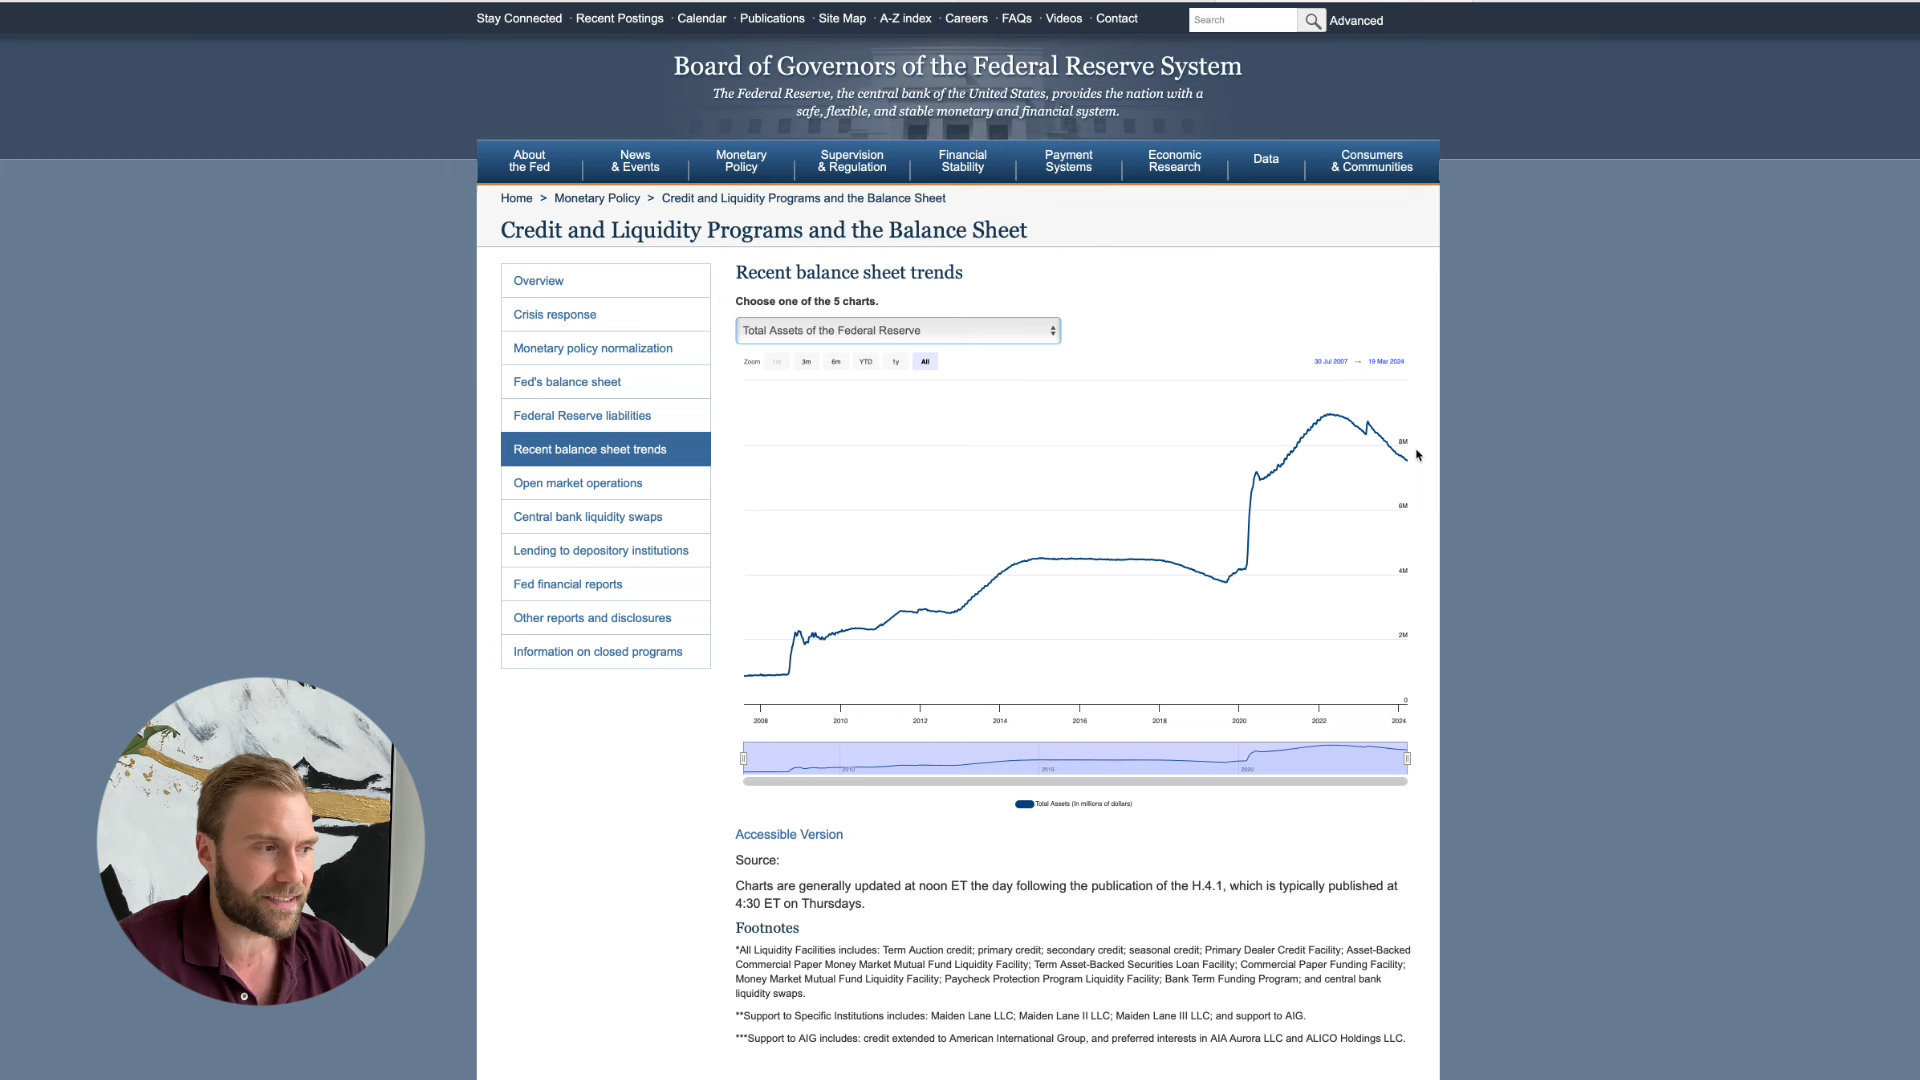 Stay Connected · Recent Postings · Calendar · Publications · Site Map · A-Z index · Careers · FAQs · Videos · Contact
Search
Advanced
Board of Governors of the Federal Reserve System
The Federal Reserve, the central bank of the United States, provides the nation with a
safe, flexible, and stable monetary and financial system.
About
the Fed
News
& Events
Monetary
Policy
Supervision
& Regulation
Financial
Stability
Payment
Systems
Economic
Research
Data
Consumers
& Communities
Home > Monetary Policy > Credit and Liquidity Programs and the Balance Sheet
Credit and Liquidity Programs and the Balance Sheet
Overview
Crisis response
Monetary policy normalization
Fed's balance sheet
Federal Reserve liabilities
Recent balance sheet trends
Open market operations
Central bank liquidity swaps
Lending to depository institutions
Fed financial reports
Other reports and disclosures
Information on closed programs
Recent balance sheet trends
Choose one of the 5 charts.
Total Assets of the Federal Reserve
Zoom 1m 3m 6m YTD 1y All
30 Jul 2007 → 19 Mar 2024
8M
6M
4M
2M
0
2008 2010 2012 2014 2016 2018 2020 2022 2024
2010 2015 2020
Total Assets (In millions of dollars)
Accessible Version
Source:
Charts are generally updated at noon ET the day following the publication of the H.4.1, which is typically published at
4:30 ET on Thursdays.
Footnotes
*All Liquidity Facilities includes: Term Auction credit; primary credit; secondary credit; seasonal credit; Primary Dealer Credit Facility; Asset-Backed
Commercial Paper Money Market Mutual Fund Liquidity Facility; Term Asset-Backed Securities Loan Facility; Commercial Paper Funding Facility;
Money Market Mutual Fund Liquidity Facility; Paycheck Protection Program Liquidity Facility; Bank Term Funding Program; and central bank
liquidity swaps.
**Support to Specific Institutions includes: Maiden Lane LLC; Maiden Lane II LLC; Maiden Lane III LLC; and support to AIG.
***Support to AIG includes: credit extended to American International Group, and preferred interests in AIA Aurora LLC and ALICO Holdings LLC.